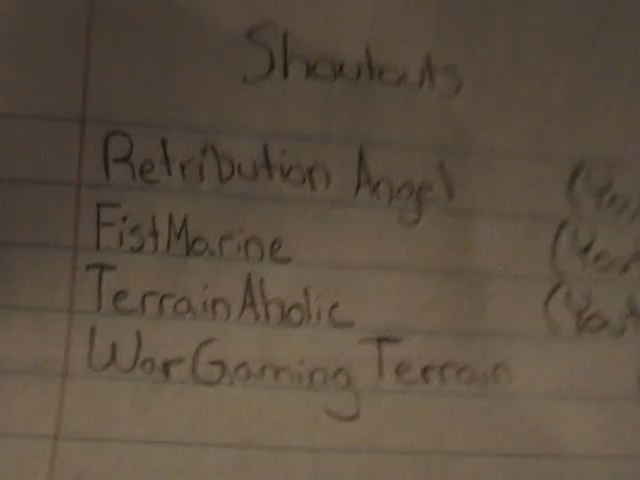 Shoutouts
Retribution Angel
FistMarine
TerrainAholic
WarGaming Terrain